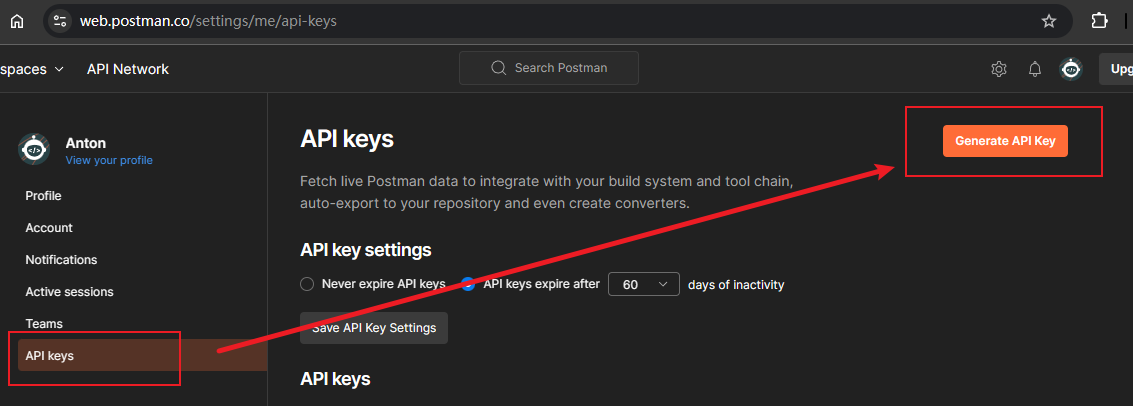 web.postman.co/settings/me/api-keys
spaces
API Network
Search Postman
Upg
Anton
View your profile
Profile
Account
Notifications
Active sessions
Teams
API keys
API keys
Generate API Key
Fetch live Postman data to integrate with your build system and tool chain,
auto-export to your repository and even create converters.
API key settings
Never expire API keys
API keys expire after
60
days of inactivity
Save API Key Settings
API keys